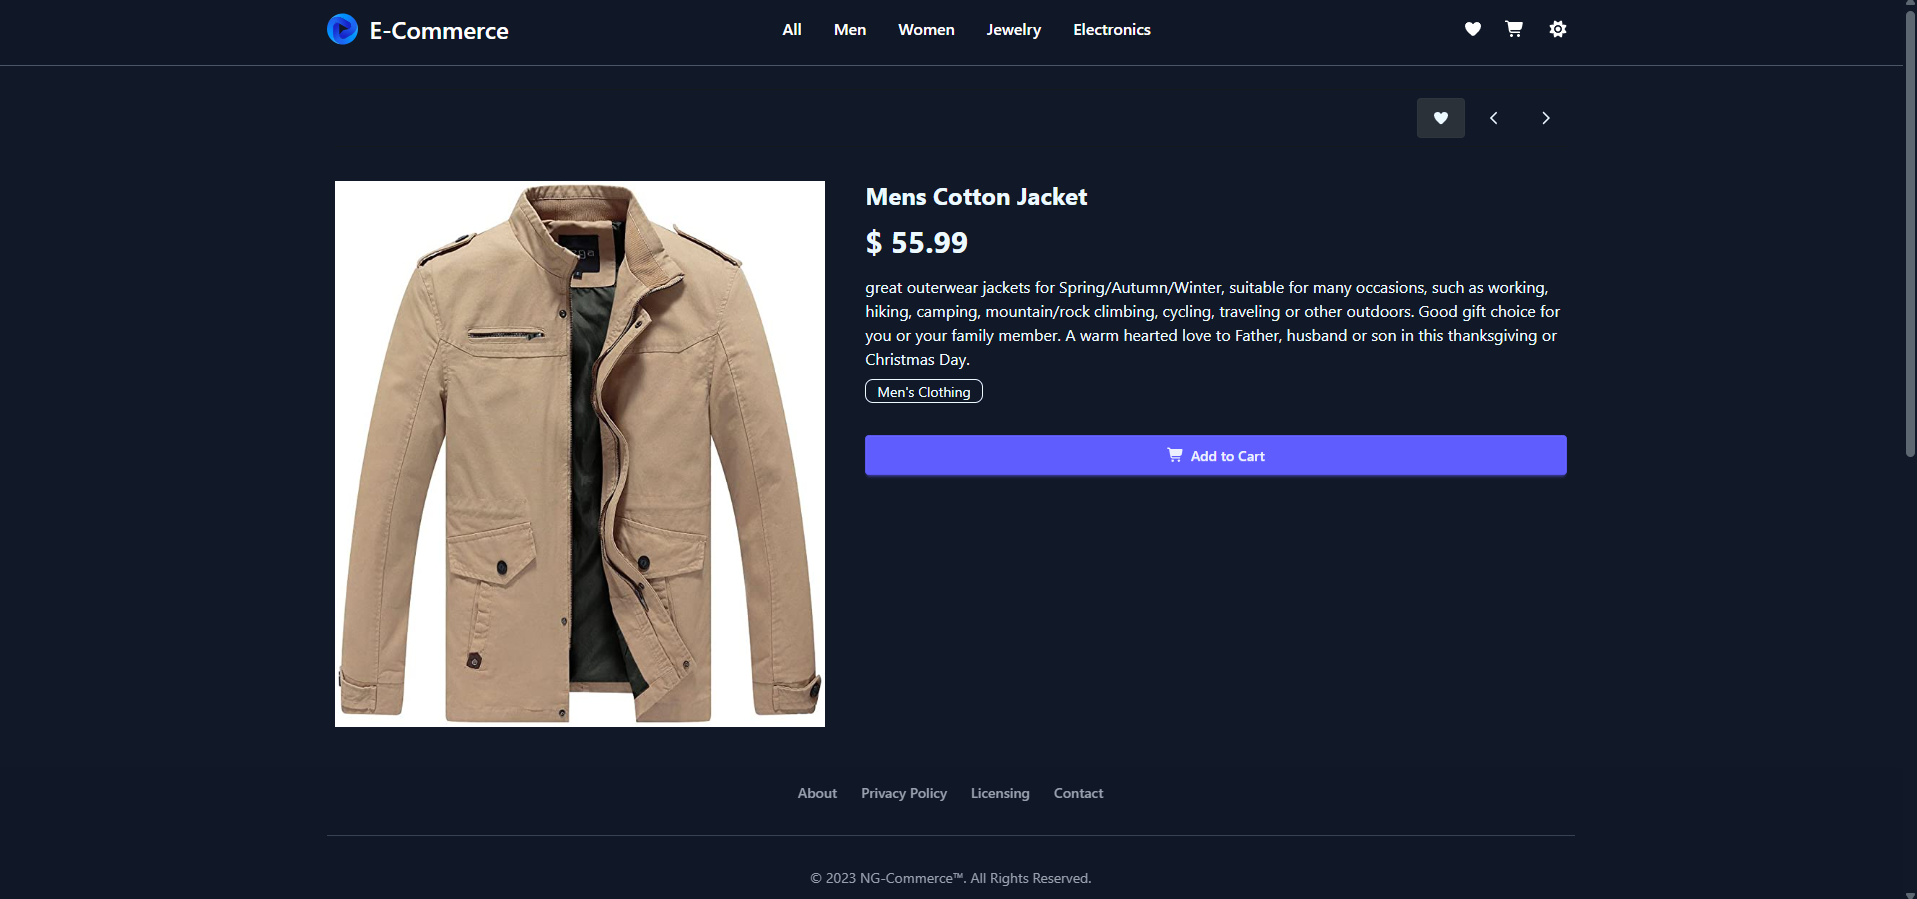 E-Commerce
All
Men
Women
Jewelry
Electronics
Mens Cotton Jacket
$ 55.99
great outerwear jackets for Spring/Autumn/Winter, suitable for many occasions, such as working,
hiking, camping, mountain/rock climbing, cycling, traveling or other outdoors. Good gift choice for
you or your family member. A warm hearted love to Father, husband or son in this thanksgiving or
Christmas Day.
Men's Clothing
Add to Cart
About
Privacy Policy
Licensing
Contact
© 2023 NG-Commerce™. All Rights Reserved.